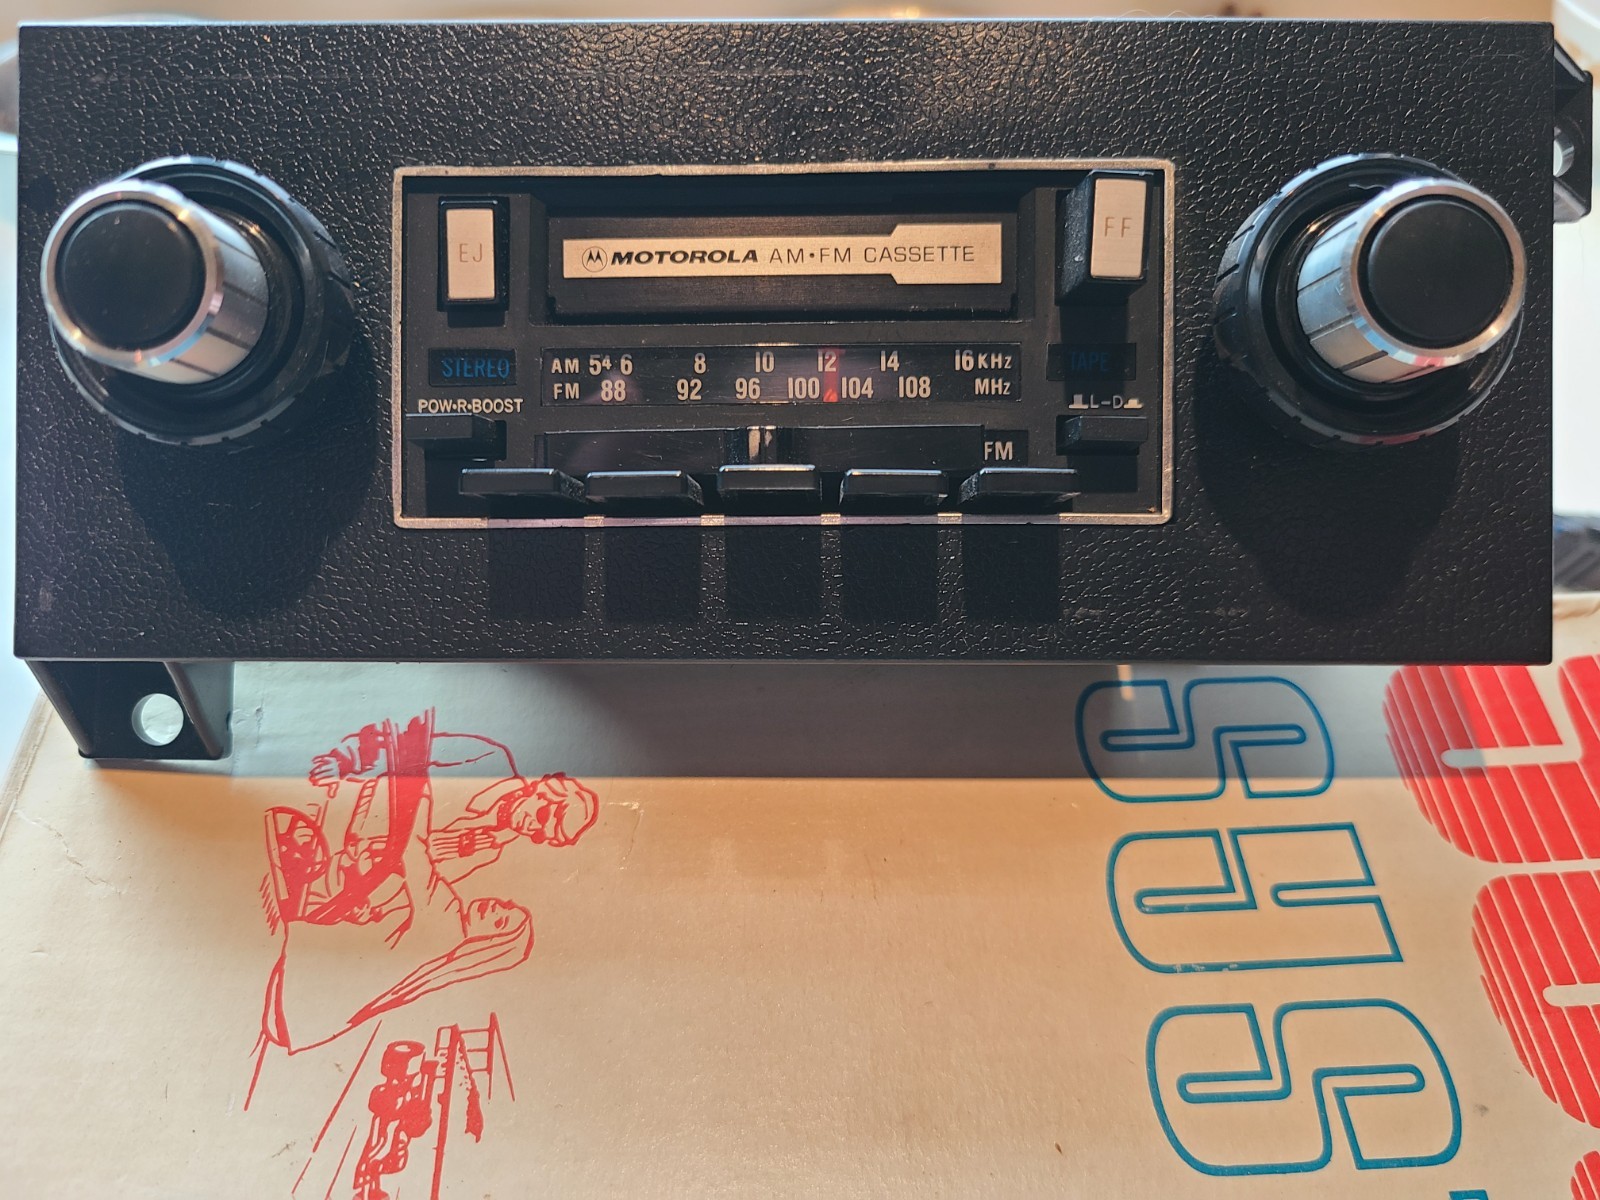 EJ
MOTOROLA AM•FM CASSETTE
FF
STEREO
AM 54 6 8 10 12 14 16 KHz
FM 88 92 96 100 104 108 MHz
TAPE
POW•R•BOOST
L-D
FM